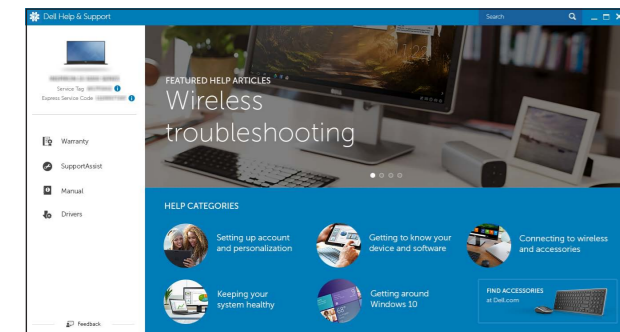 Dell Help & Support
Search
Service Tag
Express Service Code
Warranty
SupportAssist
Manual
Drivers
Feedback
FEATURED HELP ARTICLES
Wireless
troubleshooting
HELP CATEGORIES
Setting up account
and personalization
Getting to know your
device and software
Connecting to wireless
and accessories
Keeping your
system healthy
Getting around
Windows 10
FIND ACCESSORIES
at Dell.com